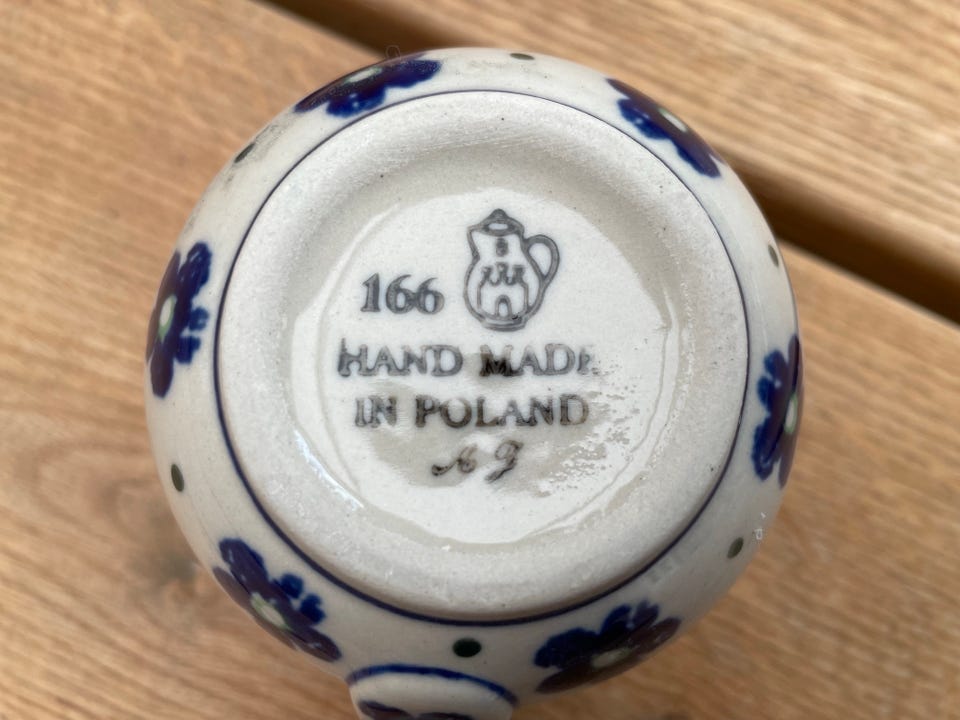 166
HAND MADE
IN POLAND
A J